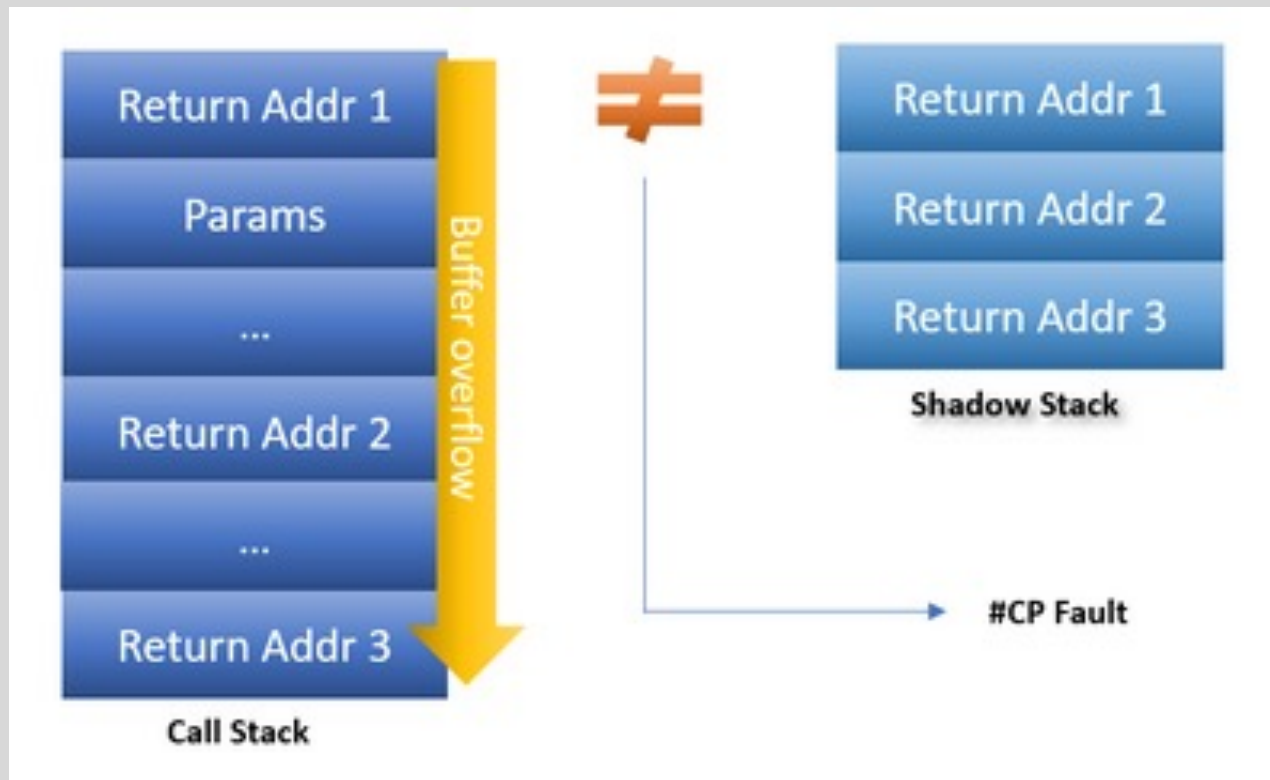 Return Addr 1
Params
...
Return Addr 2
...
Return Addr 3
Call Stack
Buffer overflow
≠
Return Addr 1
Return Addr 2
Return Addr 3
Shadow Stack
#CP Fault